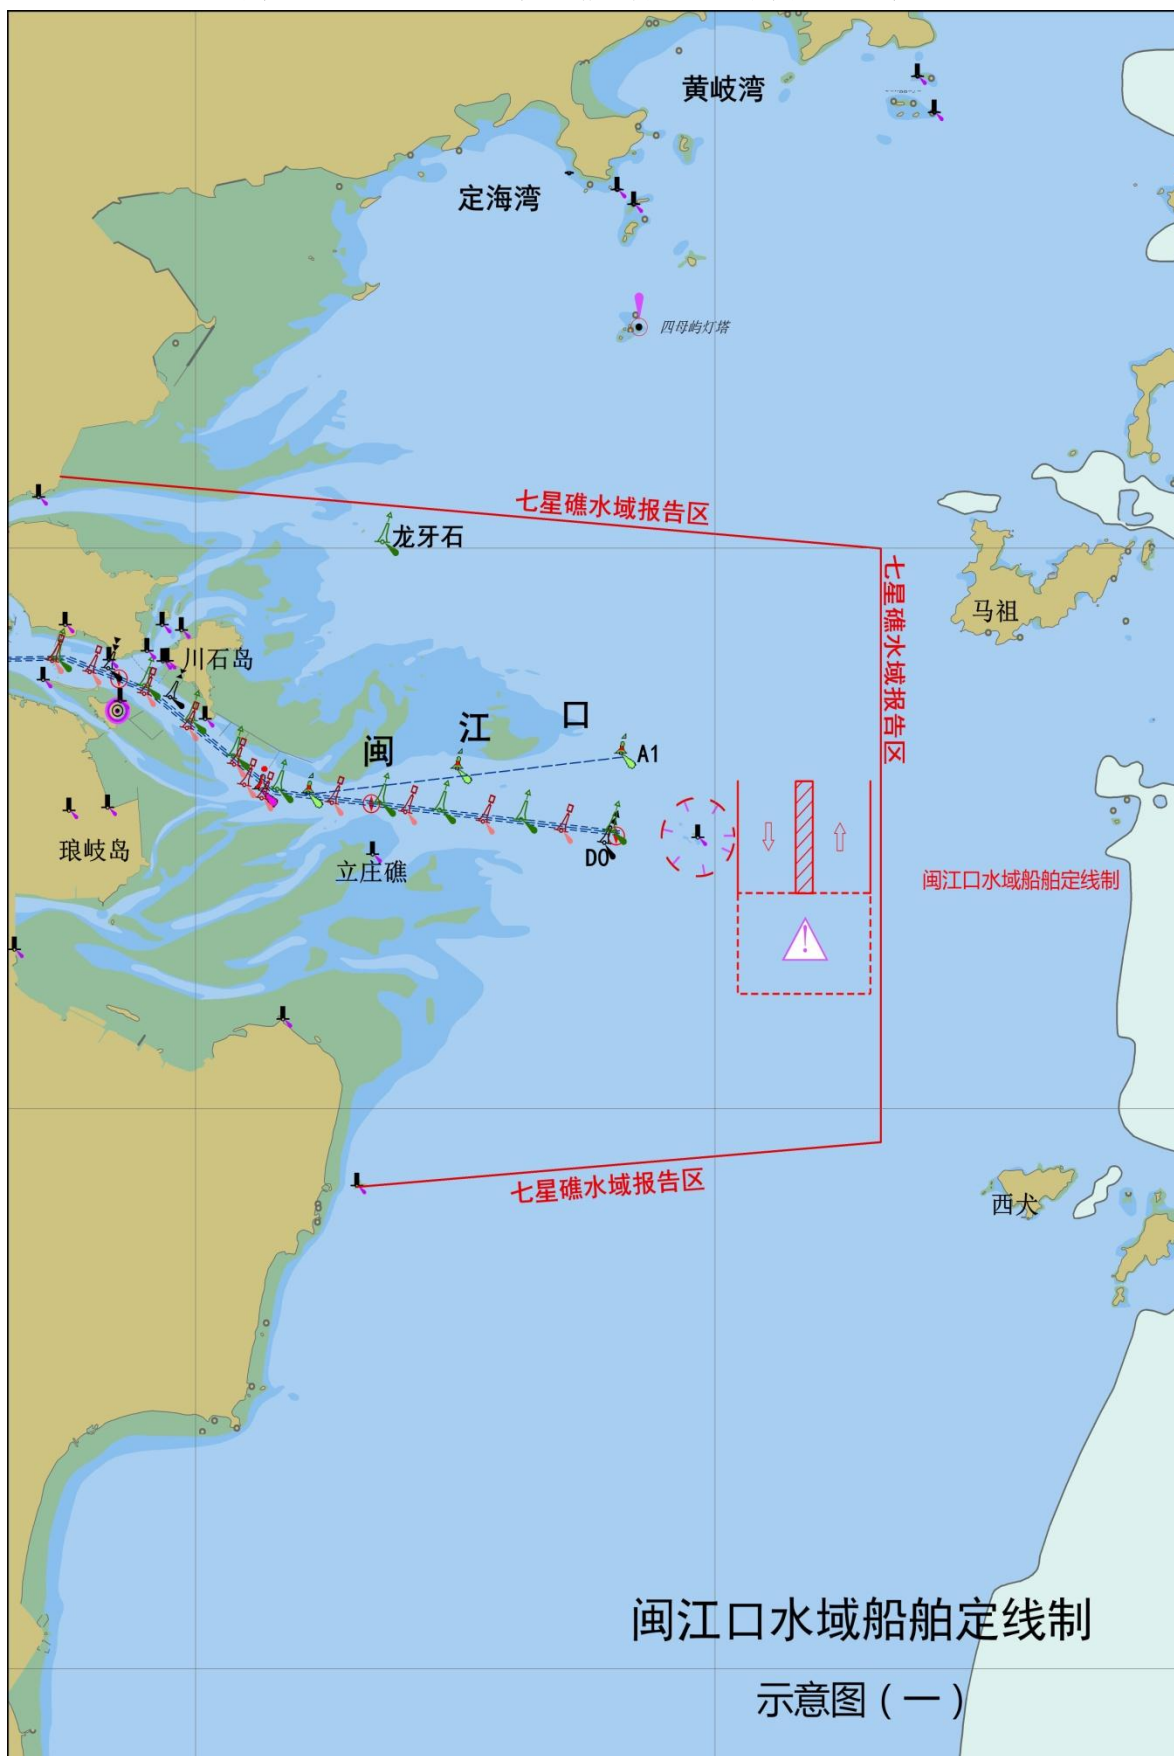 黄岐湾
定海湾
四母屿灯塔
七星礁水域报告区
龙牙石
七星礁水域报告区
马祖
川石岛
闽江口
A1
琅岐岛
立庄礁
DO
闽江口水域船舶定线制
七星礁水域报告区
西犬
闽江口水域船舶定线制
示意图(一)